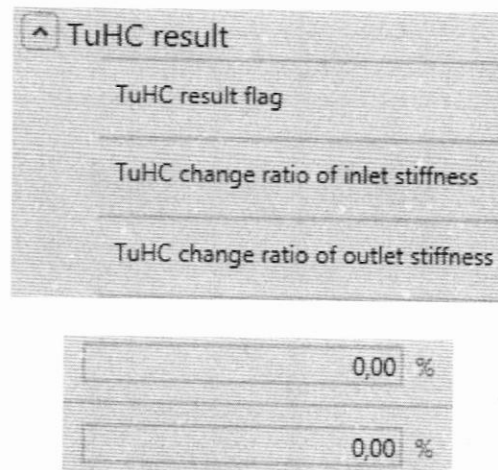 TuHC result
TuHC result flag
TuHC change ratio of inlet stiffness
TuHC change ratio of outlet stiffness
0,00 %
0,00 %